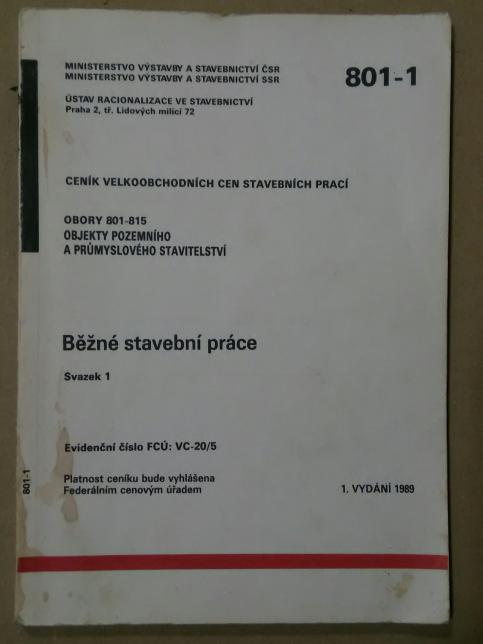 MINISTERSTVO VÝSTAVBY A STAVEBNICTVÍ ČSR
MINISTERSTVO VÝSTAVBY A STAVEBNICTVÍ SSR
801-1
ÚSTAV RACIONALIZACE VE STAVEBNICTVÍ
Praha 2, tř. Lidových milicí 72
CENÍK VELKOOBCHODNÍCH CEN STAVEBNÍCH PRACÍ
OBORY 801-815
OBJEKTY POZEMNÍHO
A PRŮMYSLOVÉHO STAVITELSTVÍ
Běžné stavební práce
Svazek 1
Evidenční číslo FCÚ: VC-20/5
Platnost ceníku bude vyhlášena
Federálním cenovým úřadem
1. VYDÁNÍ 1989
801-1